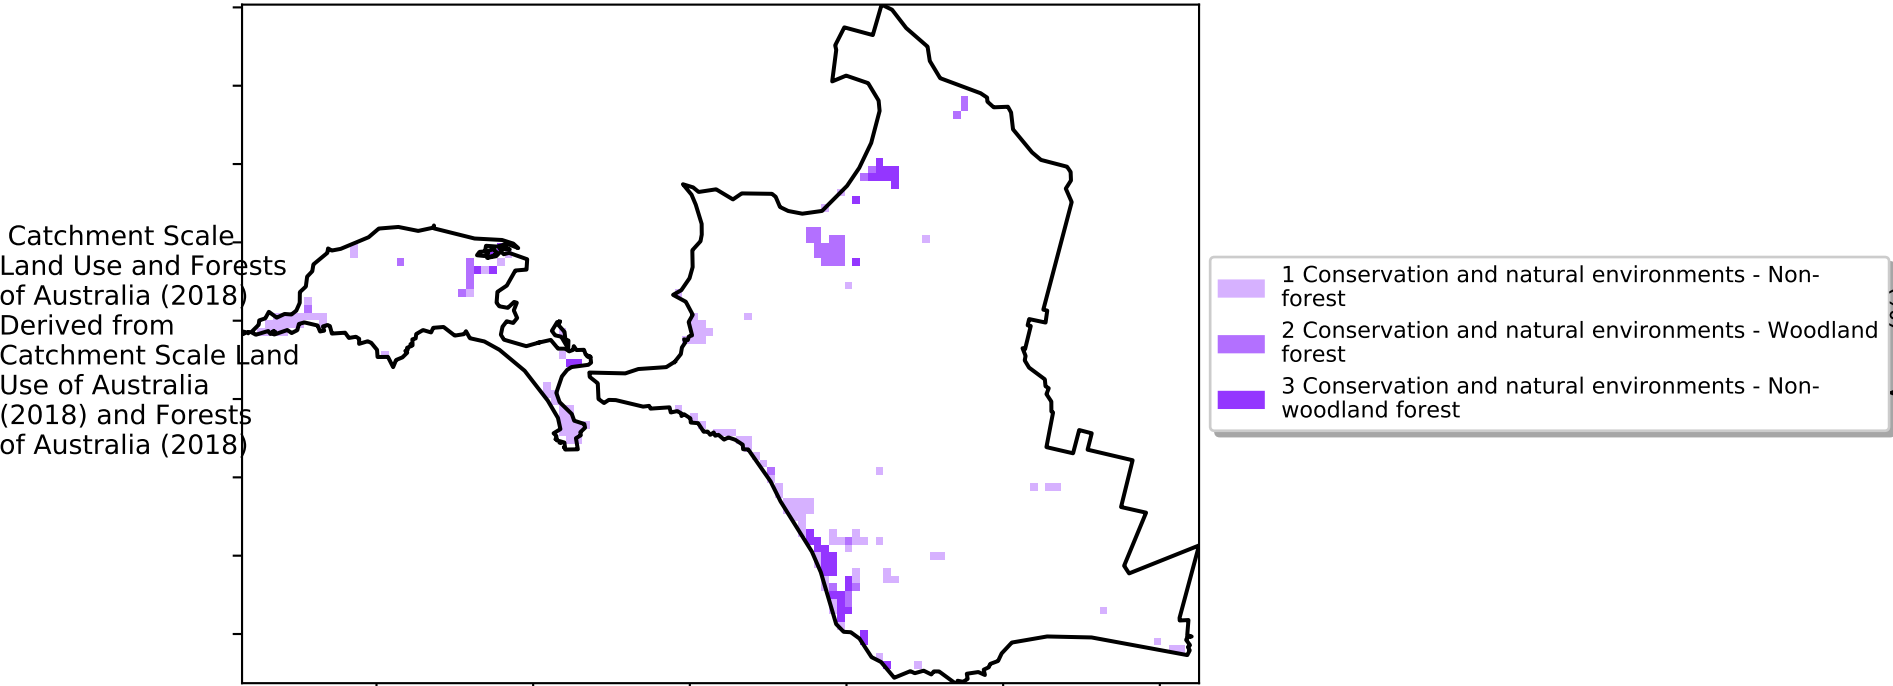 Catchment Scale
Land Use and Forests
of Australia (2018)
Derived from
Catchment Scale Land
Use of Australia
(2018) and Forests
of Australia (2018)
1 Conservation and natural environments - Non-
forest
2 Conservation and natural environments - Woodland
forest
3 Conservation and natural environments - Non-
woodland forest